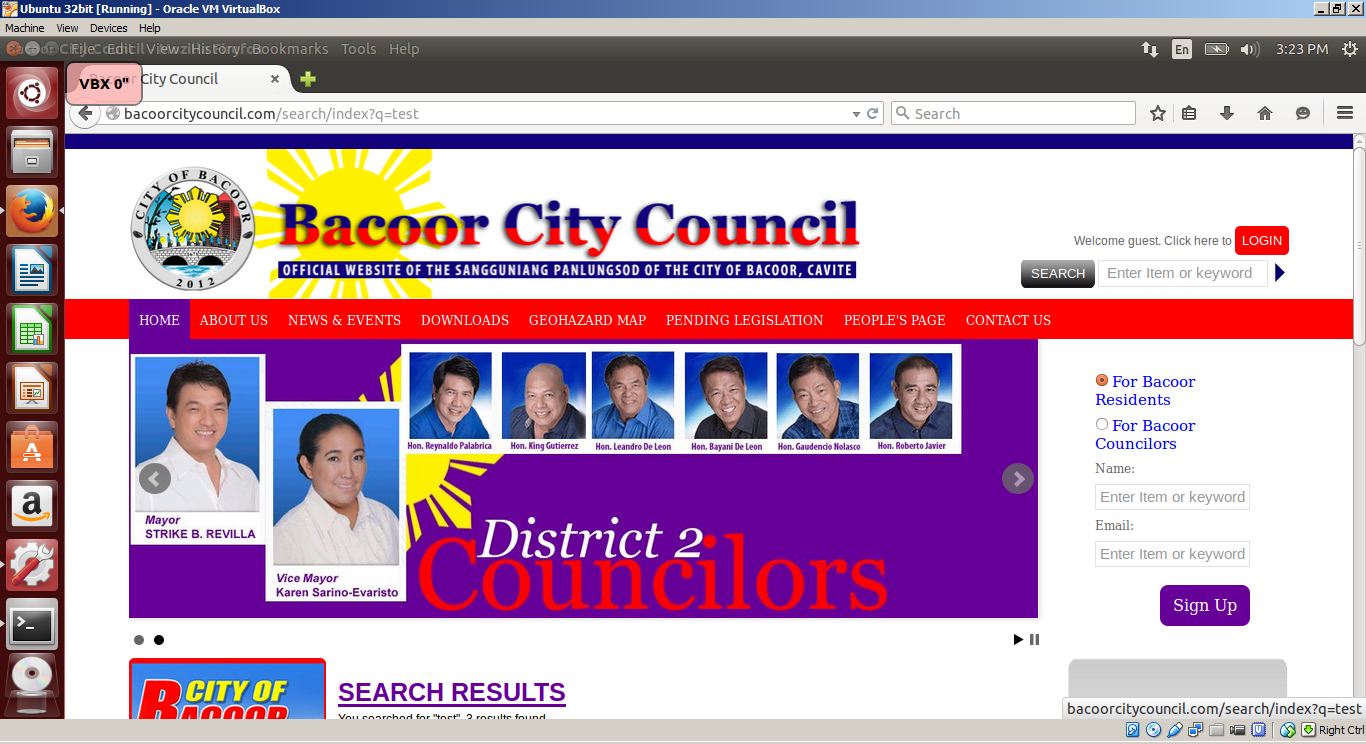 Ubuntu 32bit [Running] - Oracle VM VirtualBox
Machine View Devices Help
File Edit View History Bookmarks Tools Help
En
3:23 PM
VBX 0"
City Council
bacoorcitycouncil.com/search/index?q=test
Search
CITY OF BACOOR
2012
Bacoor City Council
OFFICIAL WEBSITE OF THE SANGGUNIANG PANLUNGSOD OF THE CITY OF BACOOR, CAVITE
Welcome guest. Click here to LOGIN
SEARCH Enter Item or keyword
HOME ABOUT US NEWS & EVENTS DOWNLOADS GEOHAZARD MAP PENDING LEGISLATION PEOPLE'S PAGE CONTACT US
Hon. Reynaldo Palabrica Hon. King Gutierrez Hon. Leandro De Leon Hon. Bayani De Leon Hon. Gaudencio Nolasco Hon. Roberto Javier
Mayor
STRIKE B. REVILLA
Vice Mayor
Karen Sarino-Evaristo
District 2
Councilors
For Bacoor
Residents
For Bacoor
Councilors
Name:
Enter Item or keyword
Email:
Enter Item or keyword
Sign Up
CITY OF
BACOOR
SEARCH RESULTS
You searched for "test". 3 results found
bacoorcitycouncil.com/search/index?q=test
Right Ctrl